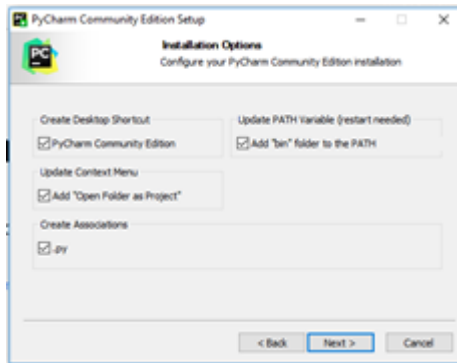 PyCharm Community Edition Setup
PC
Installation Options
Configure your PyCharm Community Edition installation
Create Desktop Shortcut
PyCharm Community Edition
Update PATH Variable (restart needed)
Add "bin" folder to the PATH
Update Context Menu
Add "Open Folder as Project"
Create Associations
.py
< Back
Next >
Cancel